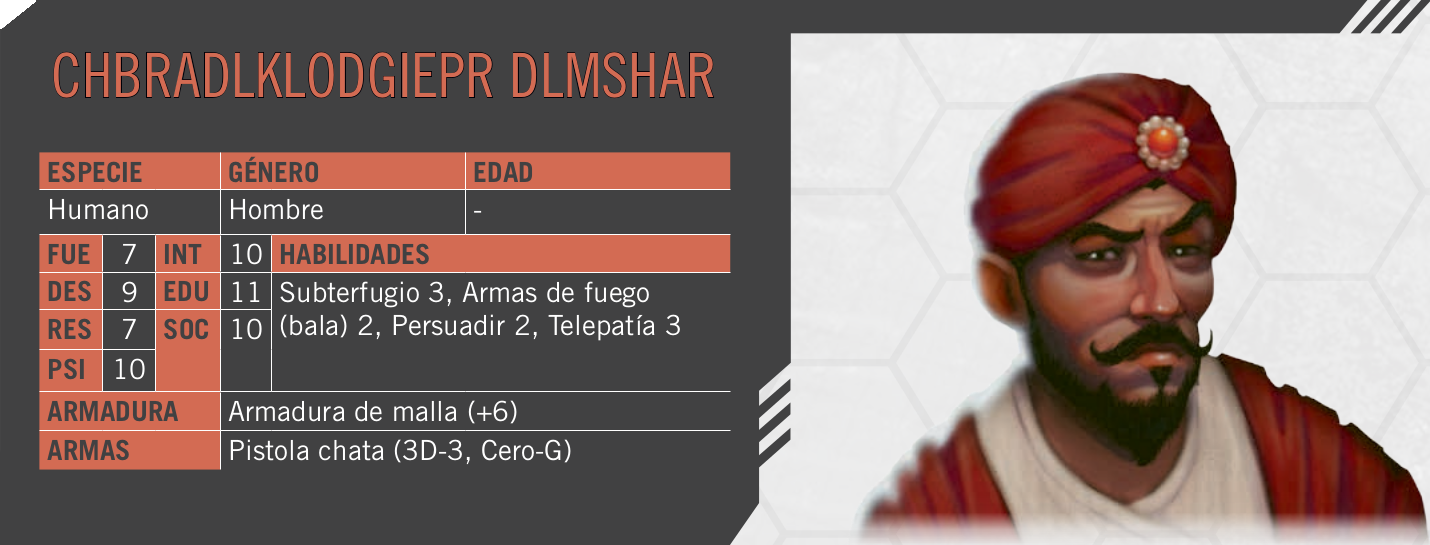 CHBRADLKLODGIEPR DLMSHAR
ESPECIE GÉNERO EDAD
Humano Hombre -
FUE 7 INT 10 HABILIDADES
DES 9 EDU 11 Subterfugio 3, Armas de fuego
RES 7 SOC 10 (bala) 2, Persuadir 2, Telepatía 3
PSI 10
ARMADURA Armadura de malla (+6)
ARMAS Pistola chata (3D-3, Cero-G)